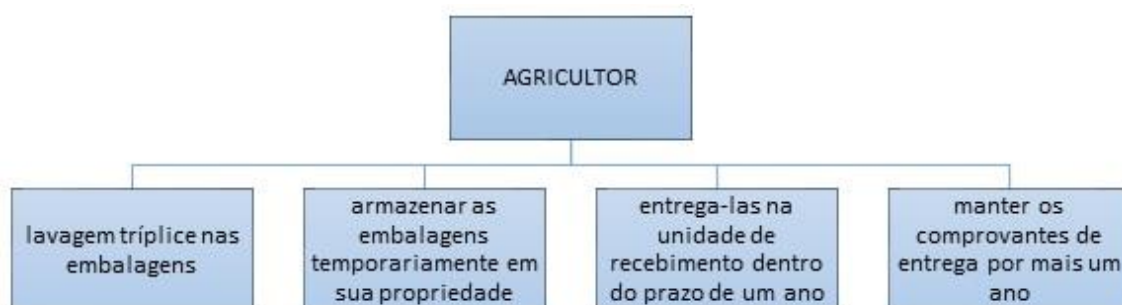 AGRICULTOR
lavagem tríplice nas
embalagens
armazenar as
embalagens
temporariamente em
sua propriedade
entrega-las na
unidade de
recebimento dentro
do prazo de um ano
manter os
comprovantes de
entrega por mais um
ano